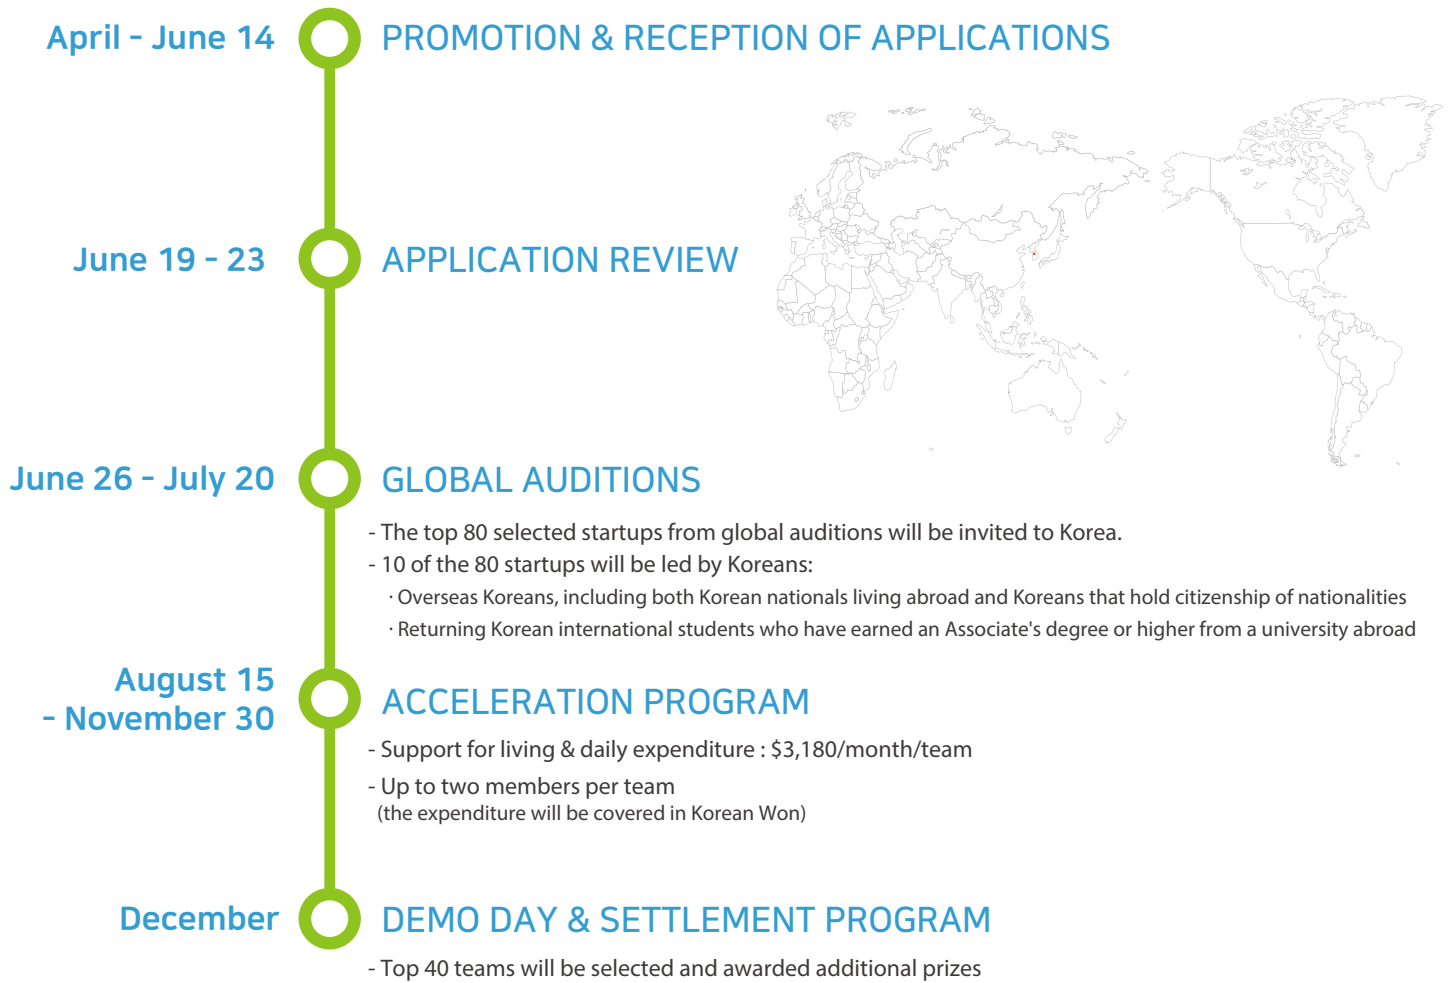 April - June 14
PROMOTION & RECEPTION OF APPLICATIONS
June 19 - 23
APPLICATION REVIEW
June 26 - July 20
GLOBAL AUDITIONS
- The top 80 selected startups from global auditions will be invited to Korea.
- 10 of the 80 startups will be led by Koreans:
· Overseas Koreans, including both Korean nationals living abroad and Koreans that hold citizenship of nationalities
· Returning Korean international students who have earned an Associate's degree or higher from a university abroad
August 15
- November 30
ACCELERATION PROGRAM
- Support for living & daily expenditure : $3,180/month/team
- Up to two members per team
(the expenditure will be covered in Korean Won)
December
DEMO DAY & SETTLEMENT PROGRAM
- Top 40 teams will be selected and awarded additional prizes